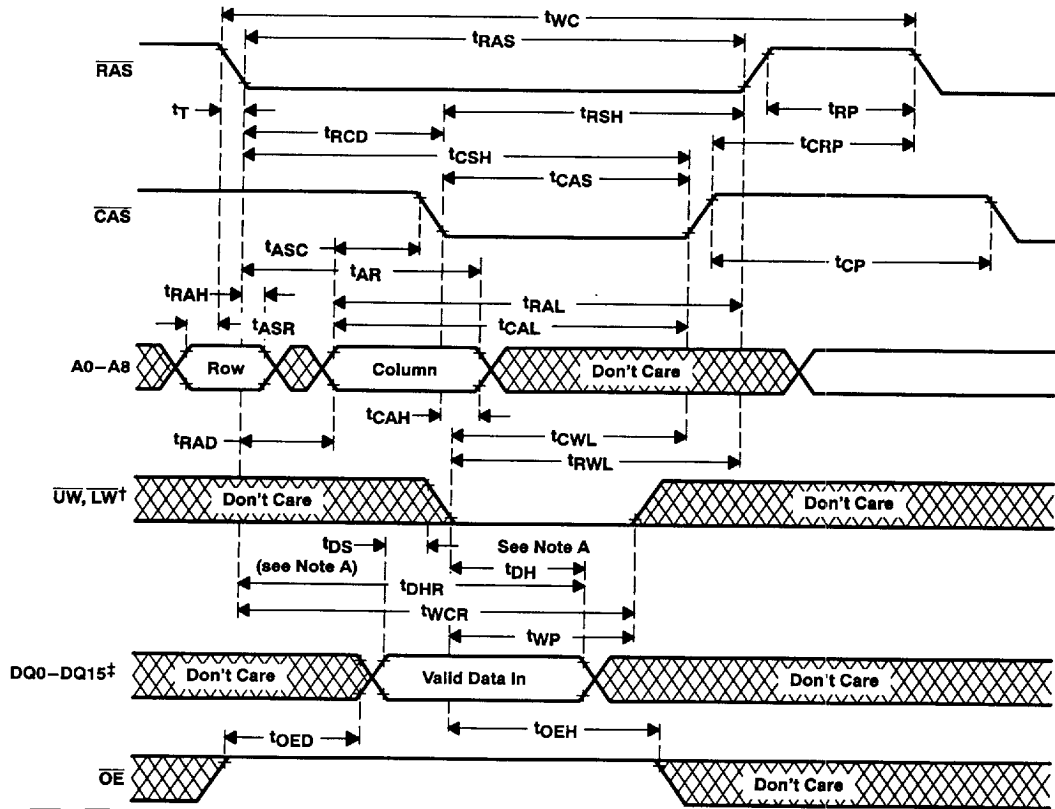 tWC
tRAS
RAS
tT
tRSH
tRP
tRCD
tCRP
tCSH
tCAS
CAS
tASC
tCP
tAR
tRAH
tRAL
tASR
tCAL
A0–A8
Row
Column
Don't Care
tCAH
tCWL
tRAD
tRWL
UW, LW†
Don't Care
Don't Care
tDS
See Note A
(see Note A)
tDH
tDHR
tWCR
tWP
DQ0–DQ15‡
Don't Care
Valid Data In
Don't Care
tOED
tOEH
OE
Don't Care